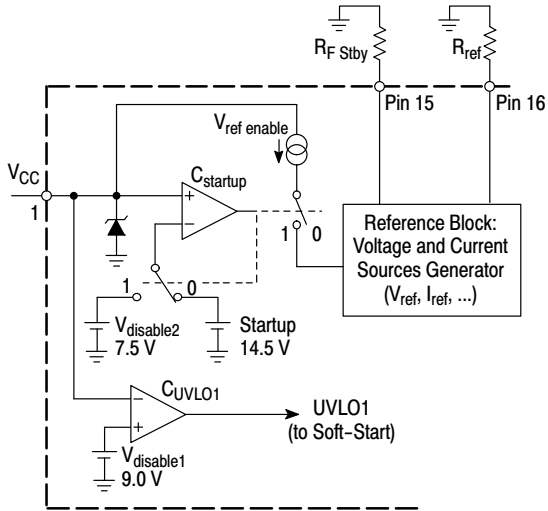 R_F Stby
R_ref
Pin 15
Pin 16
V_ref enable
V_CC
C_startup
1
+
−
1 0
Reference Block:
Voltage and Current
Sources Generator
(V_ref, I_ref, ...)
1
0
V_disable2
7.5 V
Startup
14.5 V
C_UVLO1
−
+
UVLO1
(to Soft−Start)
V_disable1
9.0 V